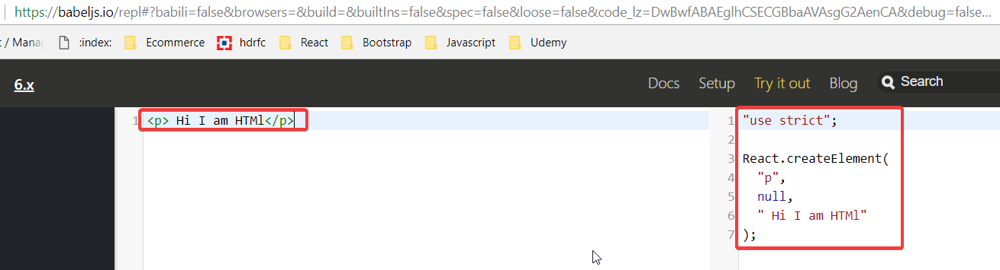 https://babeljs.io/repl#?babili=false&browsers=&build=&builtIns=false&spec=false&loose=false&code_lz=DwBwfABAEglhCSECGBbaAVAsgG2AenCA&debug=false...
t / Mana :index: Ecommerce hdrfc React Bootstrap Javascript Udemy
6.x Docs Setup Try it out Blog Search
1 <p> Hi I am HTMl</p>
1 "use strict";
2
3 React.createElement(
4 "p",
5 null,
6 " Hi I am HTMl"
7 );